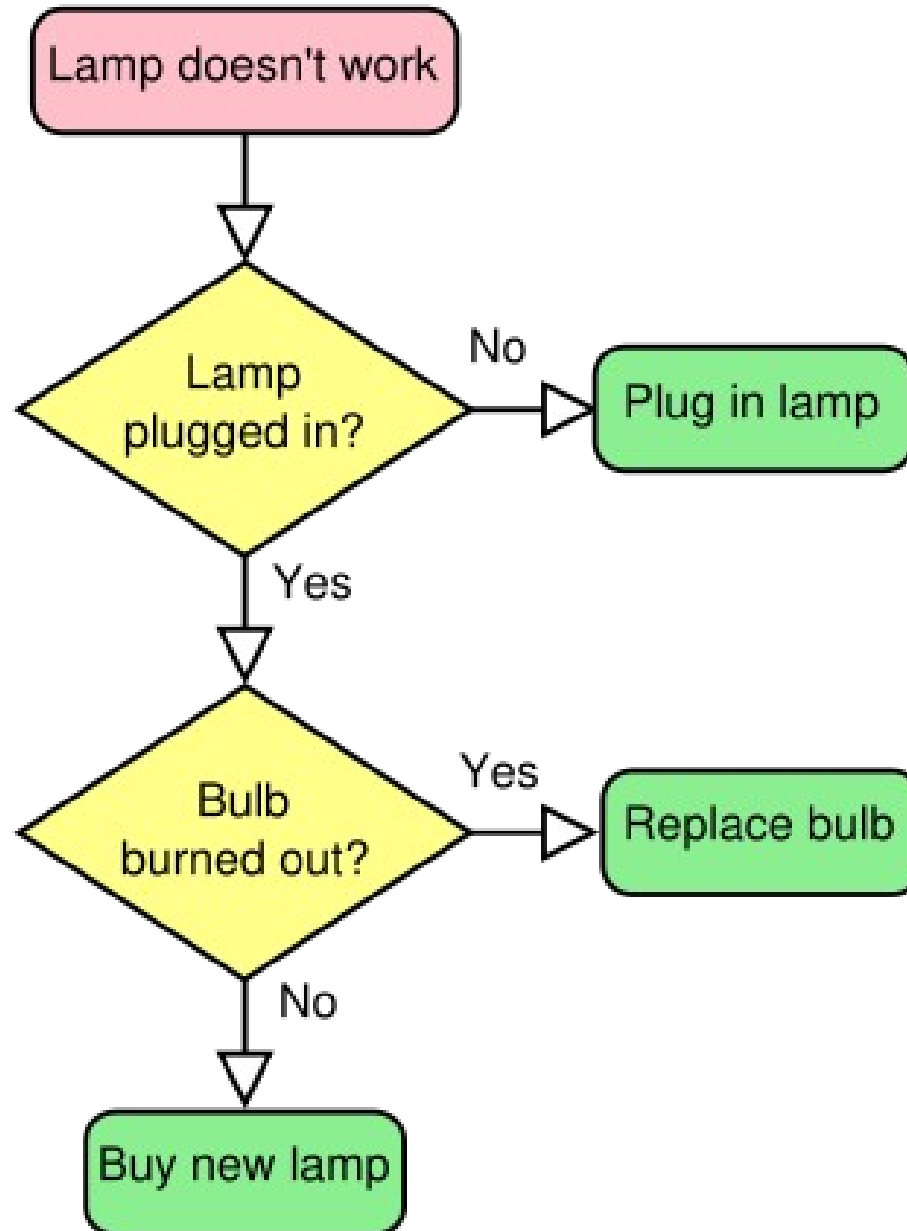 Lamp doesn't work
Lamp
plugged in?
No
Plug in lamp
Yes
Bulb
burned out?
Yes
Replace bulb
No
Buy new lamp